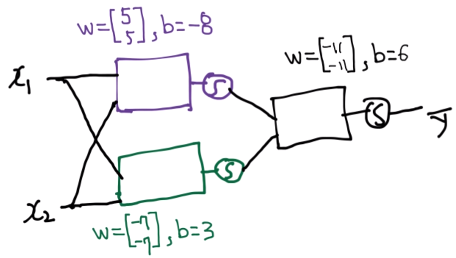 w=[5 5], b=-8
w=[-11 -11], b=6
x₁
S
S
ȳ
S
x₂
w=[-7 -7], b=3